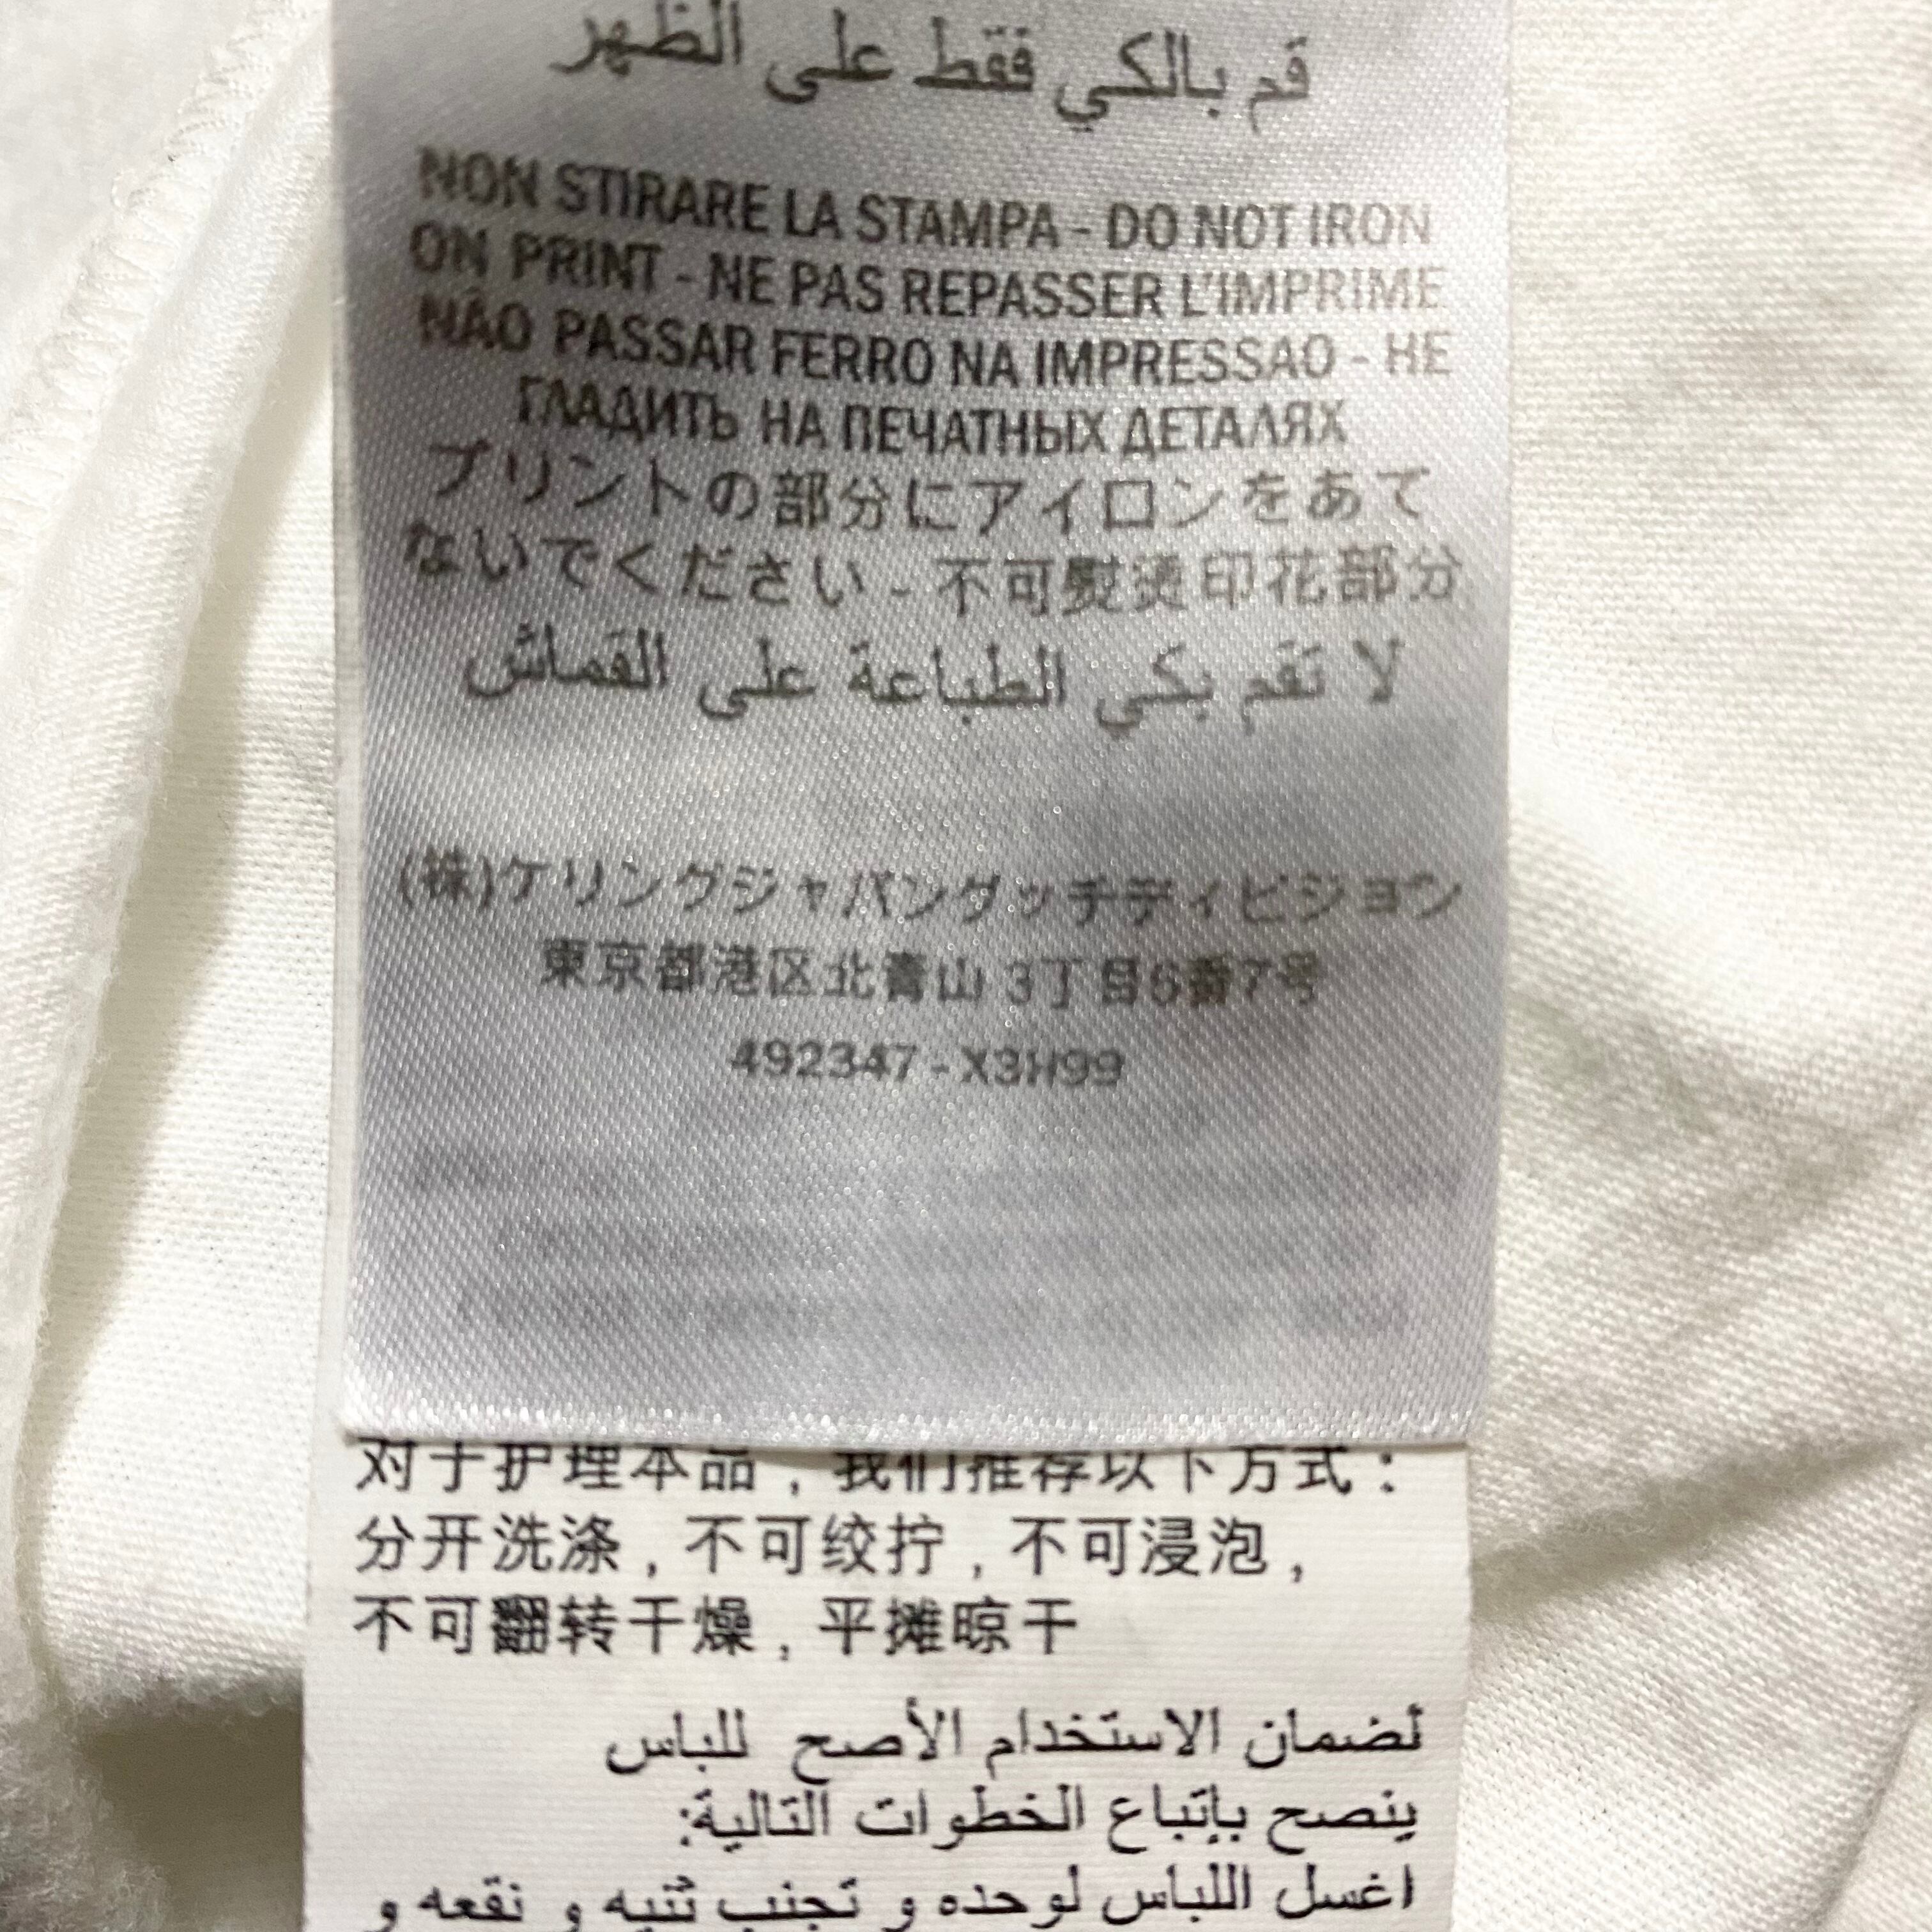 قم بالكي فقط على الظهر
NON STIRARE LA STAMPA - DO NOT IRON
ON PRINT - NE PAS REPASSER L'IMPRIME
NÃO PASSAR FERRO NA IMPRESSAO - НЕ
ГЛАДИТЬ НА ПЕЧАТНЫХ ДЕТАЛЯХ
プリントの部分にアイロンをあて
ないでください - 不可熨烫印花部分
لا تقم بكي الطباعة على القماش
(株)ケリングジャパングッチディビジョン
東京都港区北青山 3丁目6番7号
492347 - X3H99
对于护理本品 , 我们推荐以下方式 :
分开洗涤 , 不可绞拧 , 不可浸泡 ,
不可翻转干燥 , 平摊晾干
لضمان الاستخدام الأصح للباس
ينصح بإتباع الخطوات التالية:
اغسل اللباس لوحده و تجنب ثنيه و نقعه و